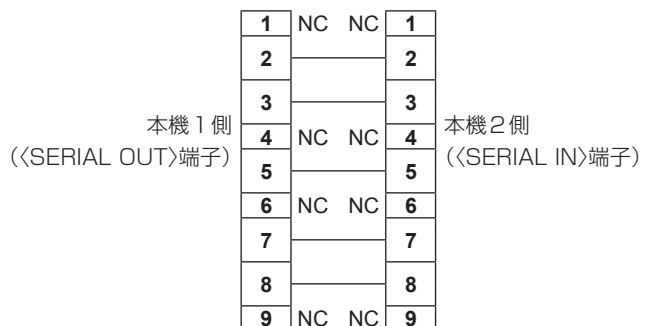 1 NC NC 1
2 2
3 3
本機1側
(〈SERIAL OUT〉端子)
4 NC NC 4
本機2側
(〈SERIAL IN〉端子)
5 5
6 NC NC 6
7 7
8 8
9 NC NC 9